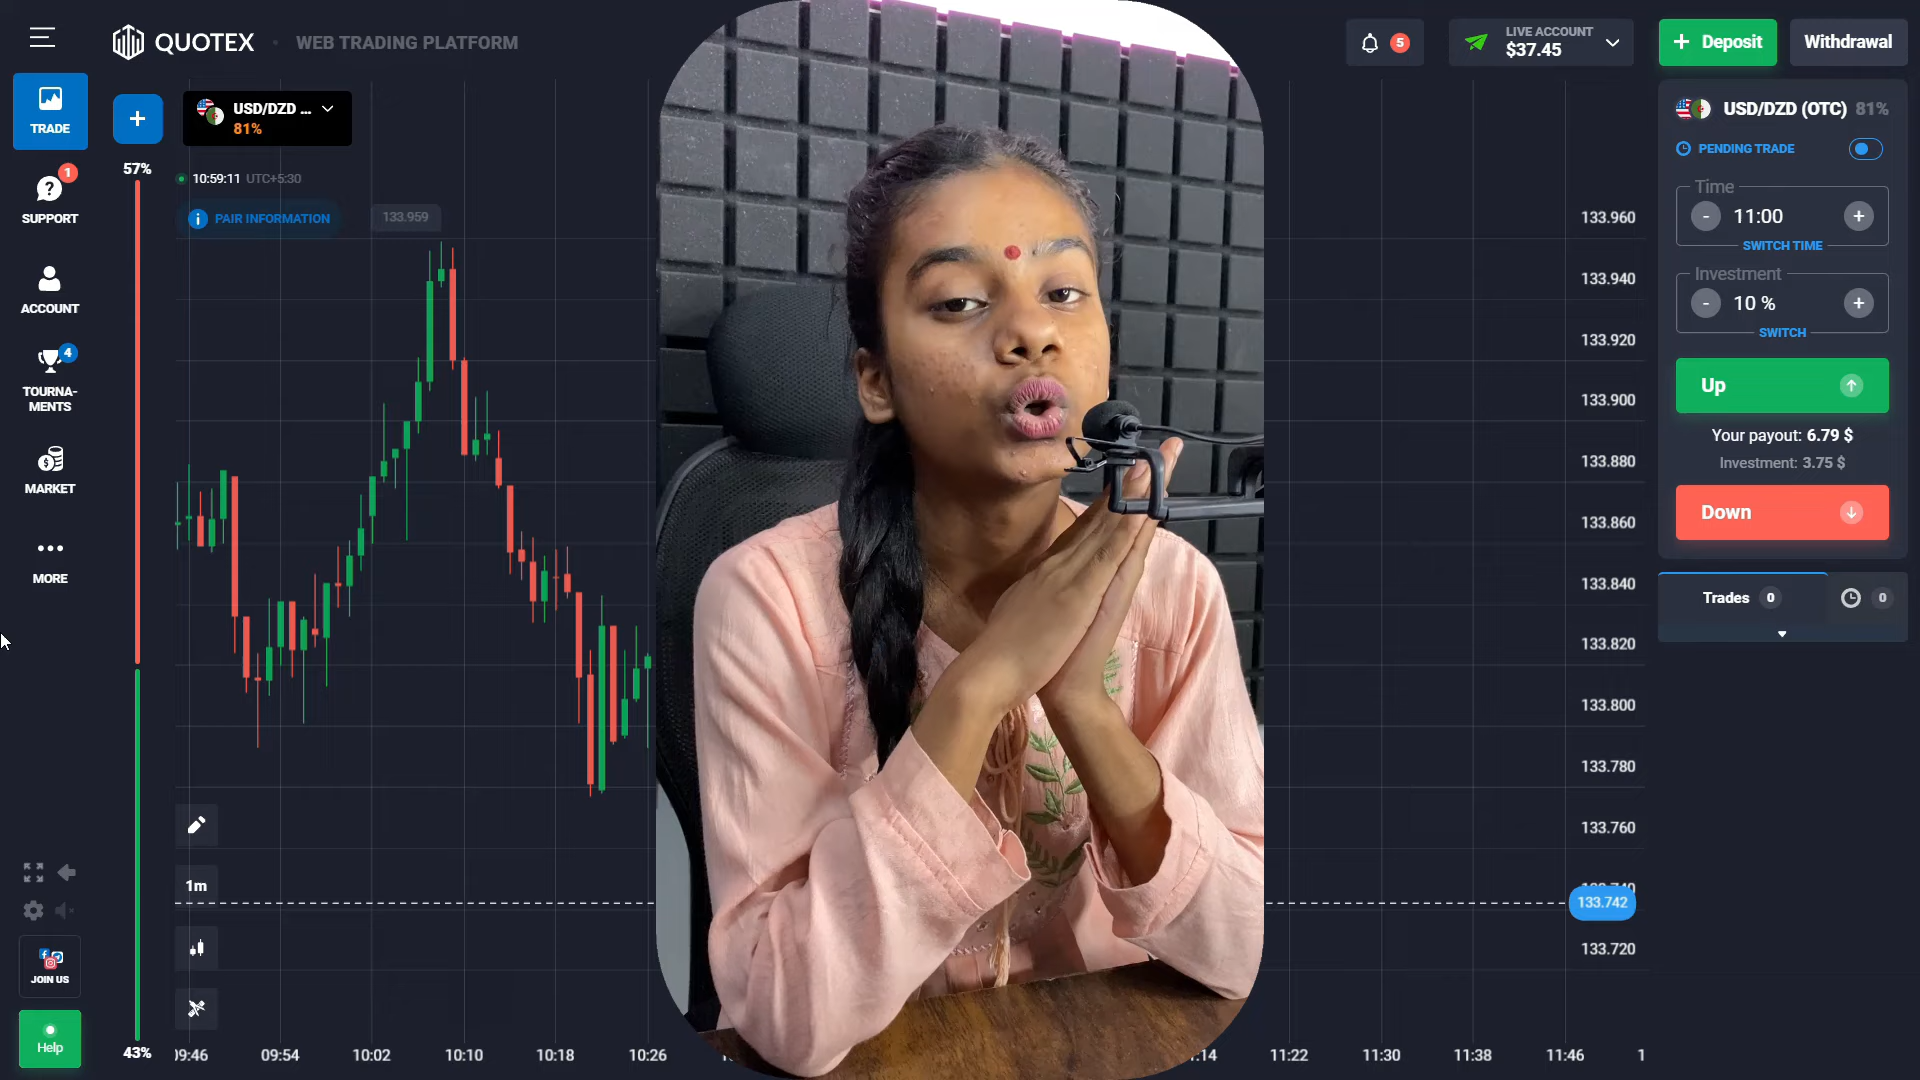 QUOTEX
WEB TRADING PLATFORM
5
LIVE ACCOUNT
$37.45
+ Deposit
Withdrawal
TRADE
+
USD/DZD ...
81%
57%
10:59:11 UTC+5:30
PAIR INFORMATION
133.959
1
SUPPORT
ACCOUNT
4
TOURNA-
MENTS
MARKET
MORE
JOIN US
Help
43%
1m
09:46
09:54
10:02
10:10
10:18
10:26
:14
11:22
11:30
11:38
11:46
1
133.960
133.940
133.920
133.900
133.880
133.860
133.840
133.820
133.800
133.780
133.760
133.742
133.720
USD/DZD (OTC) 81%
PENDING TRADE
Time
- 11:00 +
SWITCH TIME
Investment
- 10 % +
SWITCH
Up
Your payout: 6.79 $
Investment: 3.75 $
Down
Trades 0
0